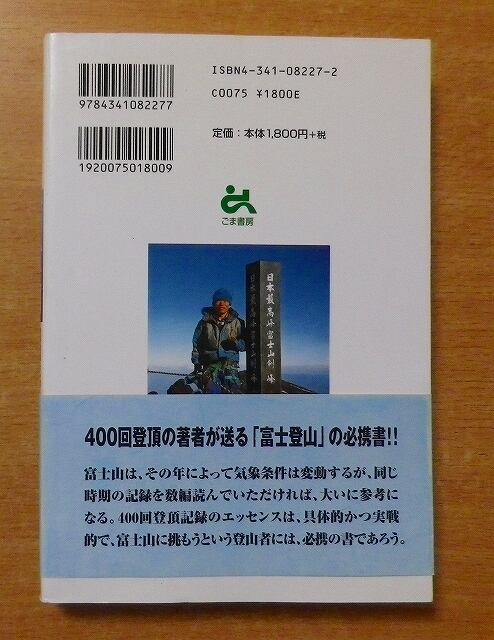 ISBN4-341-08227-2
C0075 ¥1800E
9784341082277
定価：本体1,800円+税
1920075018009
ごま書房
日本最高峰富士山剣ヶ峰
400回登頂の著者が送る「富士登山」の必携書!!
富士山は、その年によって気象条件は変動するが、同じ
時期の記録を数編読んでいただければ、大いに参考に
なる。400回登頂記録のエッセンスは、具体的かつ実戦
的で、富士山に挑もうという登山者には、必携の書であろう。